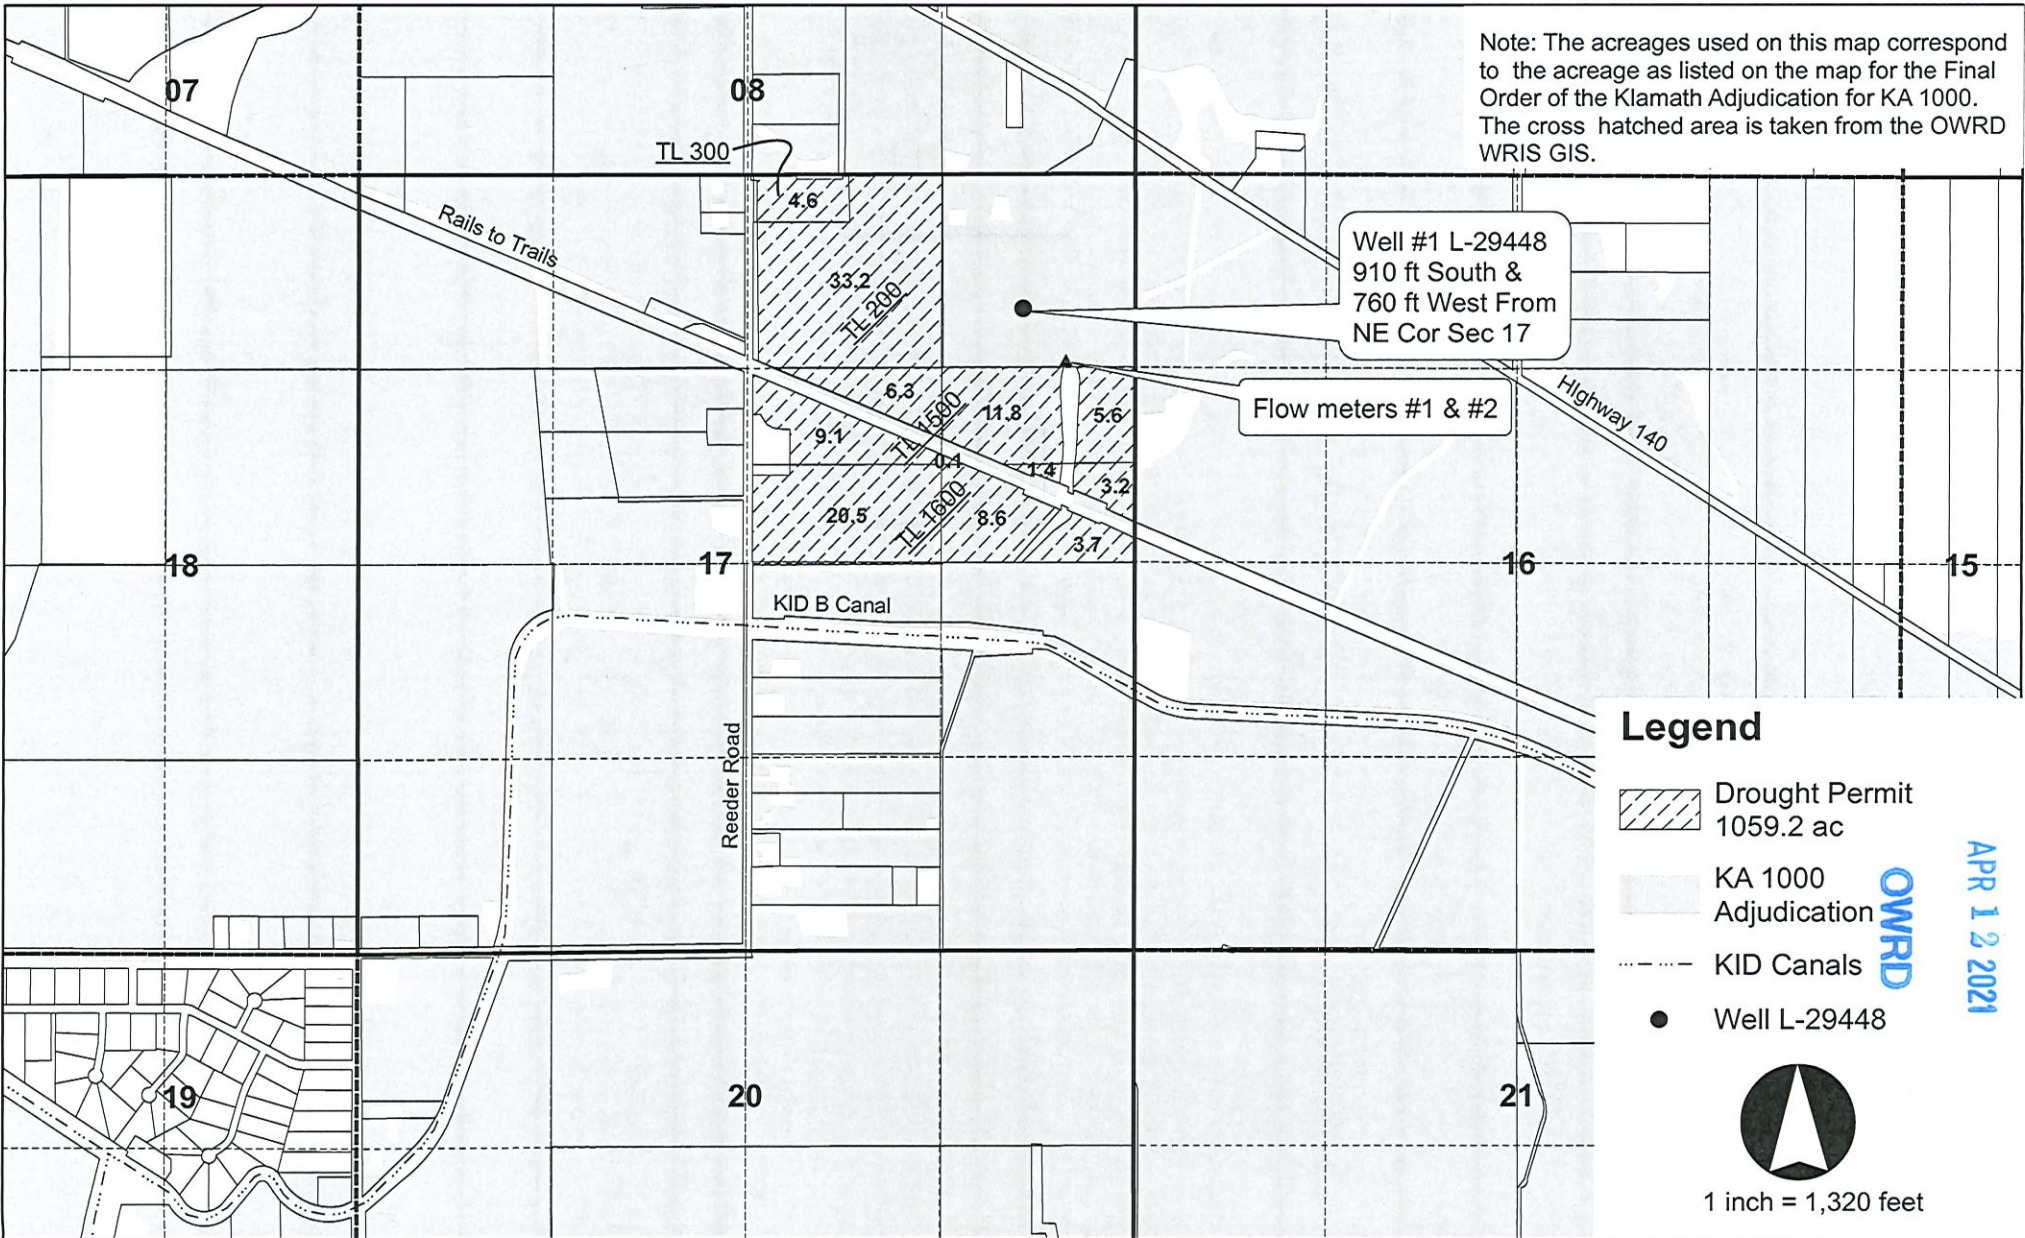 Note: The acreages used on this map correspond
to the acreage as listed on the map for the Final
Order of the Klamath Adjudication for KA 1000.
The cross hatched area is taken from the OWRD
WRIS GIS.
07
08
TL 300
4.6
Rails to Trails
33.2
TL 200
Well #1 L-29448
910 ft South &
760 ft West From
NE Cor Sec 17
6.3
TL 1500
11.8
5.6
Flow meters #1 & #2
HIghway 140
9.1
0.1
1.4
3.2
20.5
TL 1600
8.6
3.7
18
17
16
15
KID B Canal
Reeder Road
Legend
Drought Permit
1059.2 ac
KA 1000
Adjudication
KID Canals
Well L-29448
OWRD
APR 12 2021
19
20
21
1 inch = 1,320 feet